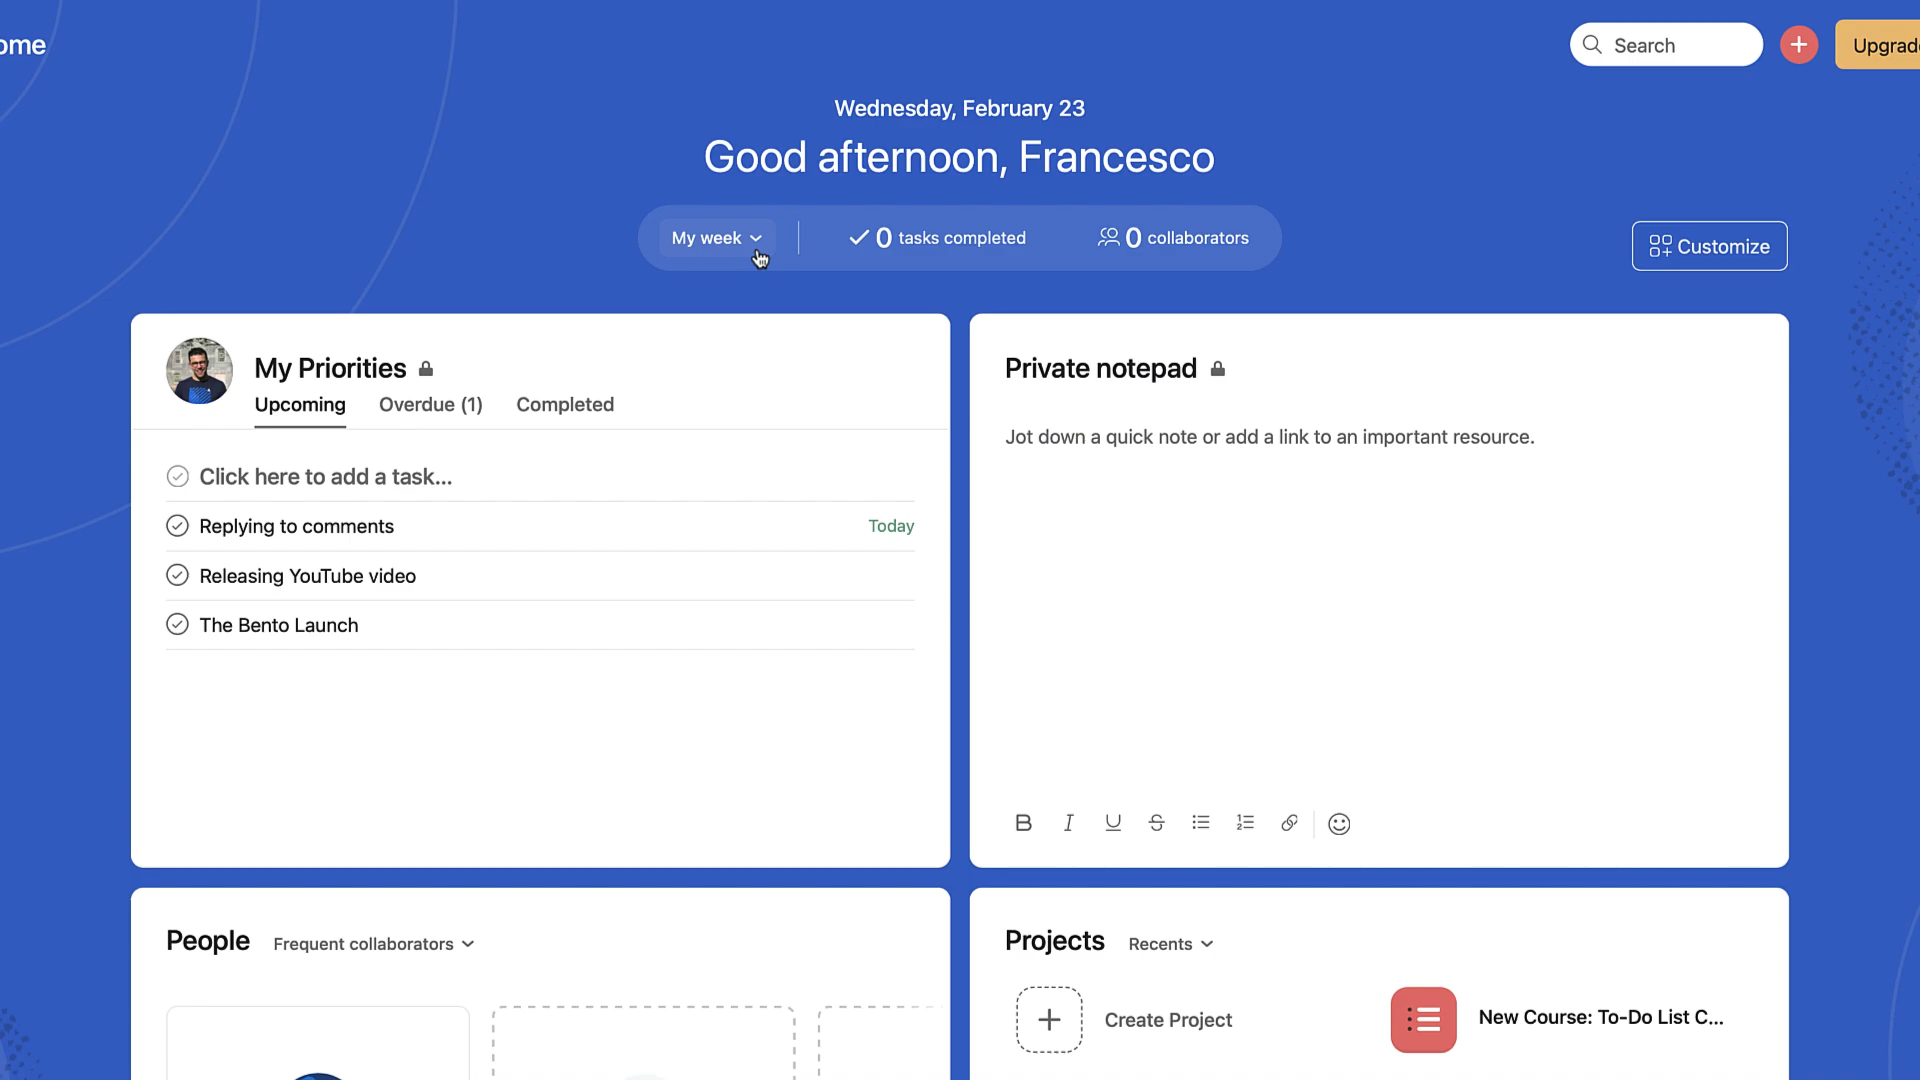 ome
Search
Upgrade
Wednesday, February 23
Good afternoon, Francesco
My week
0 tasks completed
0 collaborators
Customize
My Priorities
Upcoming
Overdue (1)
Completed
Click here to add a task...
Replying to comments
Today
Releasing YouTube video
The Bento Launch
Private notepad
Jot down a quick note or add a link to an important resource.
People
Frequent collaborators
Projects
Recents
Create Project
New Course: To-Do List C...